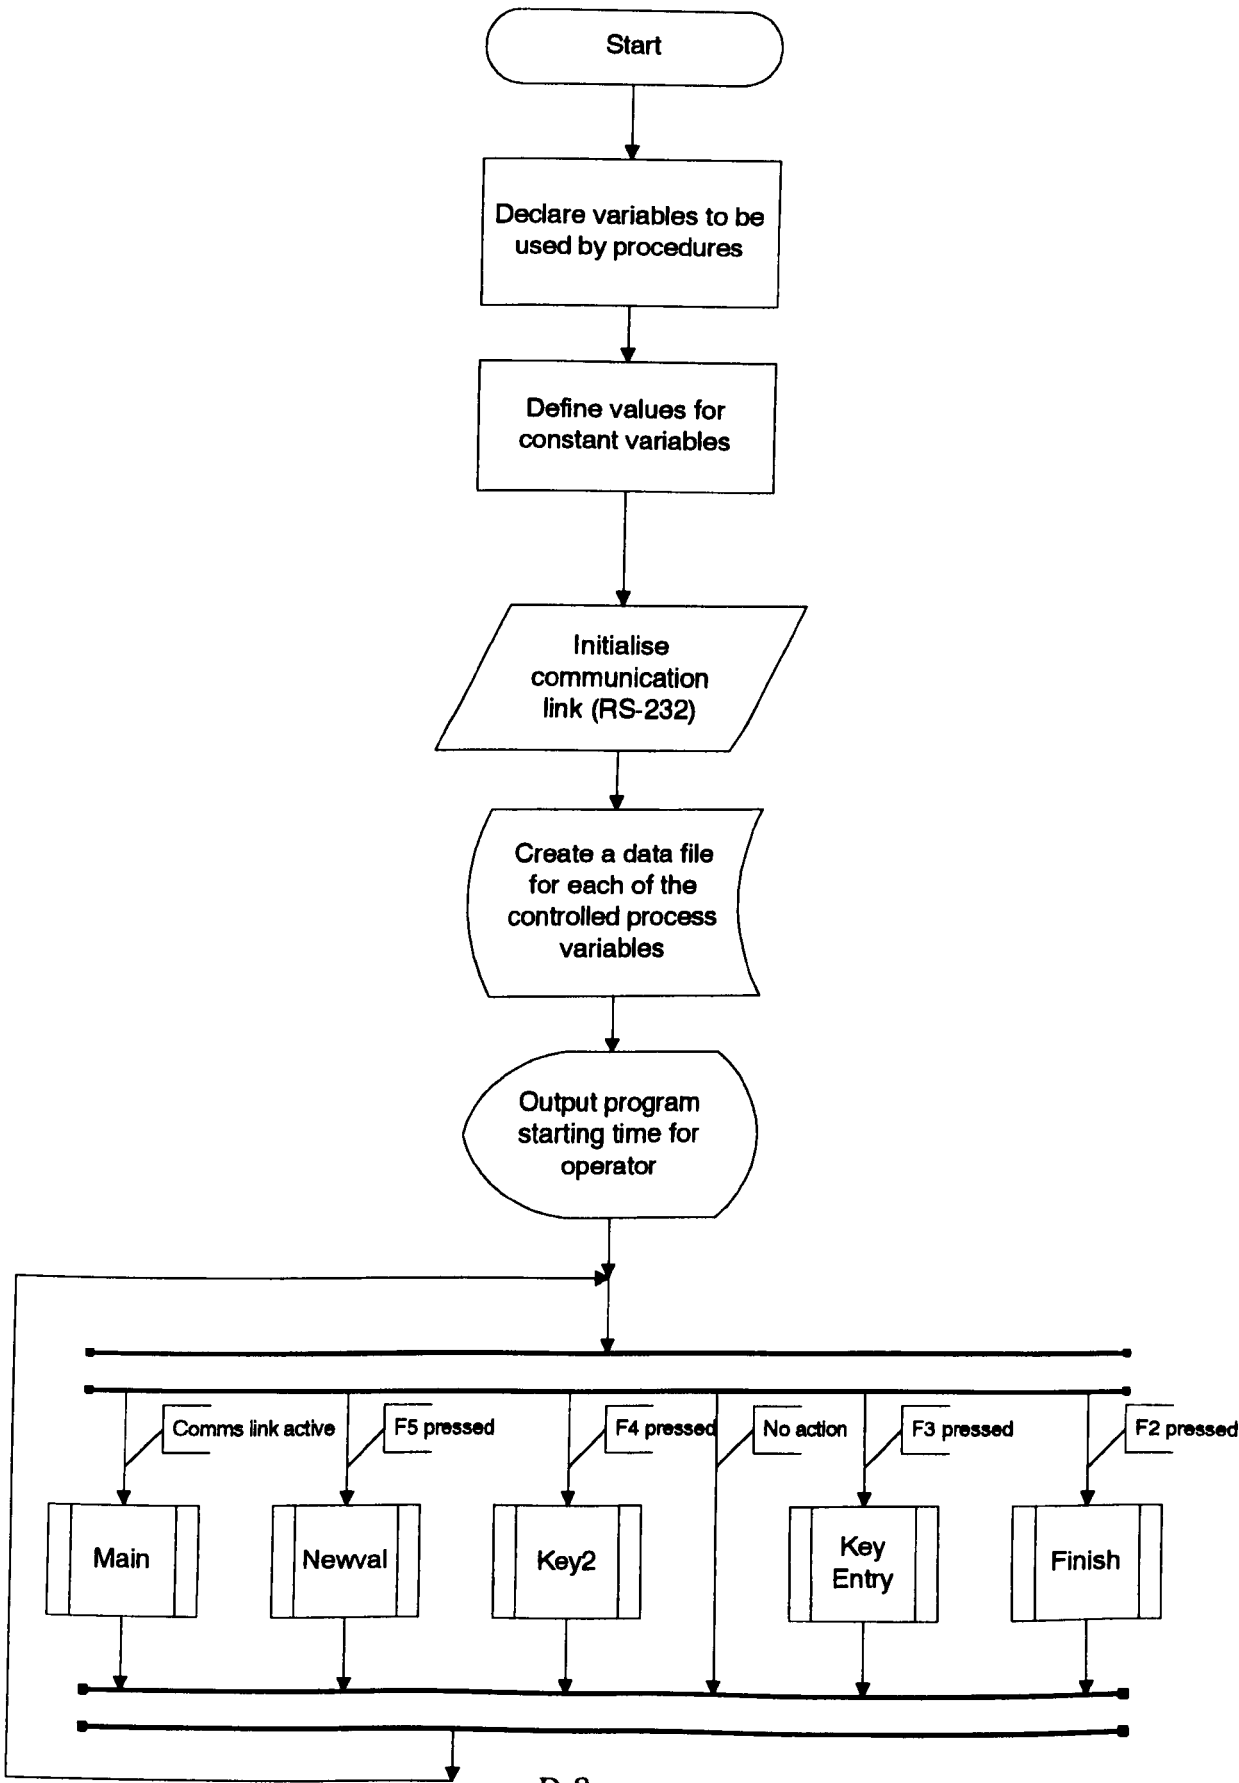 Start
Declare variables to be
used by procedures
Define values for
constant variables
Initialise
communication
link (RS-232)
Create a data file
for each of the
controlled process
variables
Output program
starting time for
operator
Comms link active
F5 pressed
F4 pressed
No action
F3 pressed
F2 pressed
Main
Newval
Key2
Key
Entry
Finish